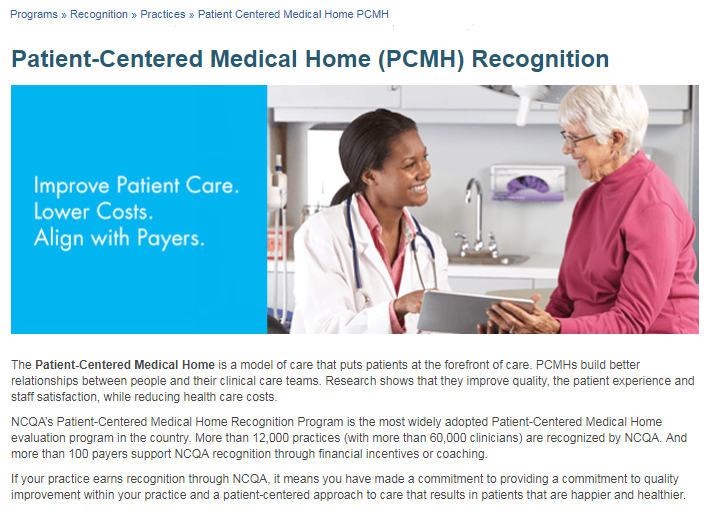 Programs » Recognition » Practices » Patient Centered Medical Home PCMH
Patient-Centered Medical Home (PCMH) Recognition
Improve Patient Care.
Lower Costs.
Align with Payers.
The Patient-Centered Medical Home is a model of care that puts patients at the forefront of care. PCMHs build better
relationships between people and their clinical care teams. Research shows that they improve quality, the patient experience and
staff satisfaction, while reducing health care costs.
NCQA's Patient-Centered Medical Home Recognition Program is the most widely adopted Patient-Centered Medical Home
evaluation program in the country. More than 12,000 practices (with more than 60,000 clinicians) are recognized by NCQA. And
more than 100 payers support NCQA recognition through financial incentives or coaching.
If your practice earns recognition through NCQA, it means you have made a commitment to providing a commitment to quality
improvement within your practice and a patient-centered approach to care that results in patients that are happier and healthier.